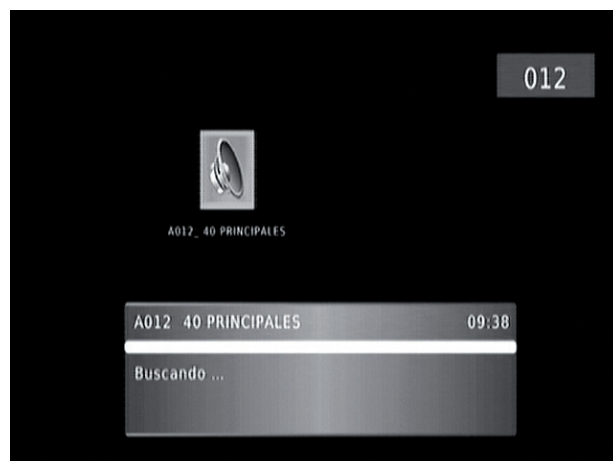 012
A012_ 40 PRINCIPALES
A012 40 PRINCIPALES 09:38
Buscando ...